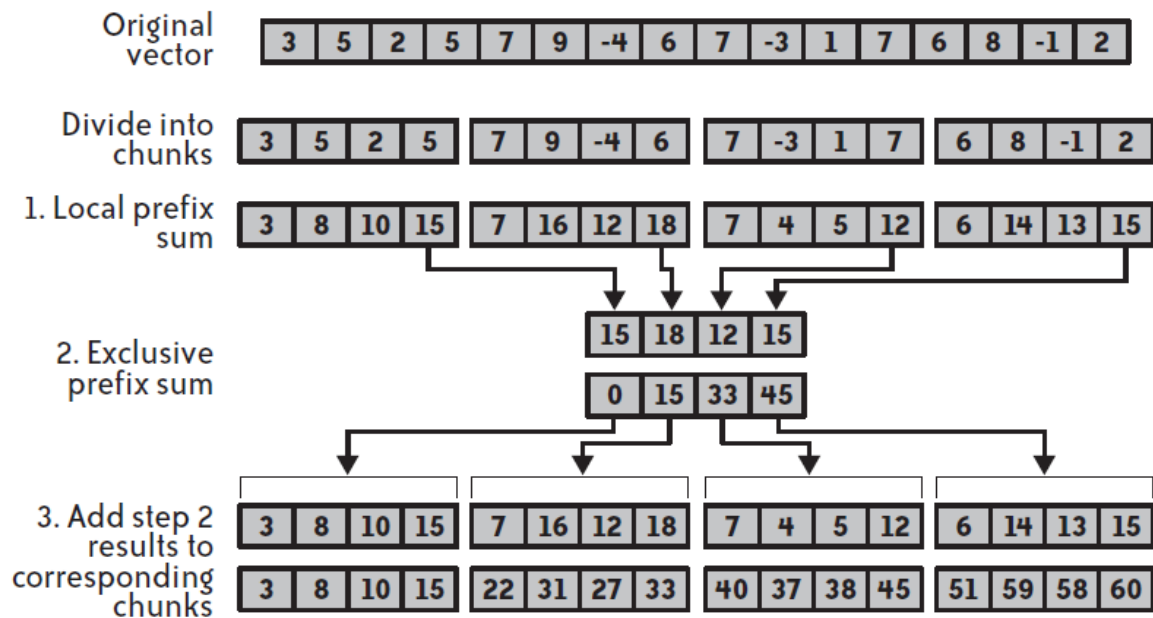 Original
vector
3 5 2 5 7 9 -4 6 7 -3 1 7 6 8 -1 2
Divide into
chunks
3 5 2 5 7 9 -4 6 7 -3 1 7 6 8 -1 2
1. Local prefix
sum
3 8 10 15 7 16 12 18 7 4 5 12 6 14 13 15
15 18 12 15
2. Exclusive
prefix sum
0 15 33 45
3. Add step 2
results to
corresponding
chunks
3 8 10 15 7 16 12 18 7 4 5 12 6 14 13 15
3 8 10 15 22 31 27 33 40 37 38 45 51 59 58 60